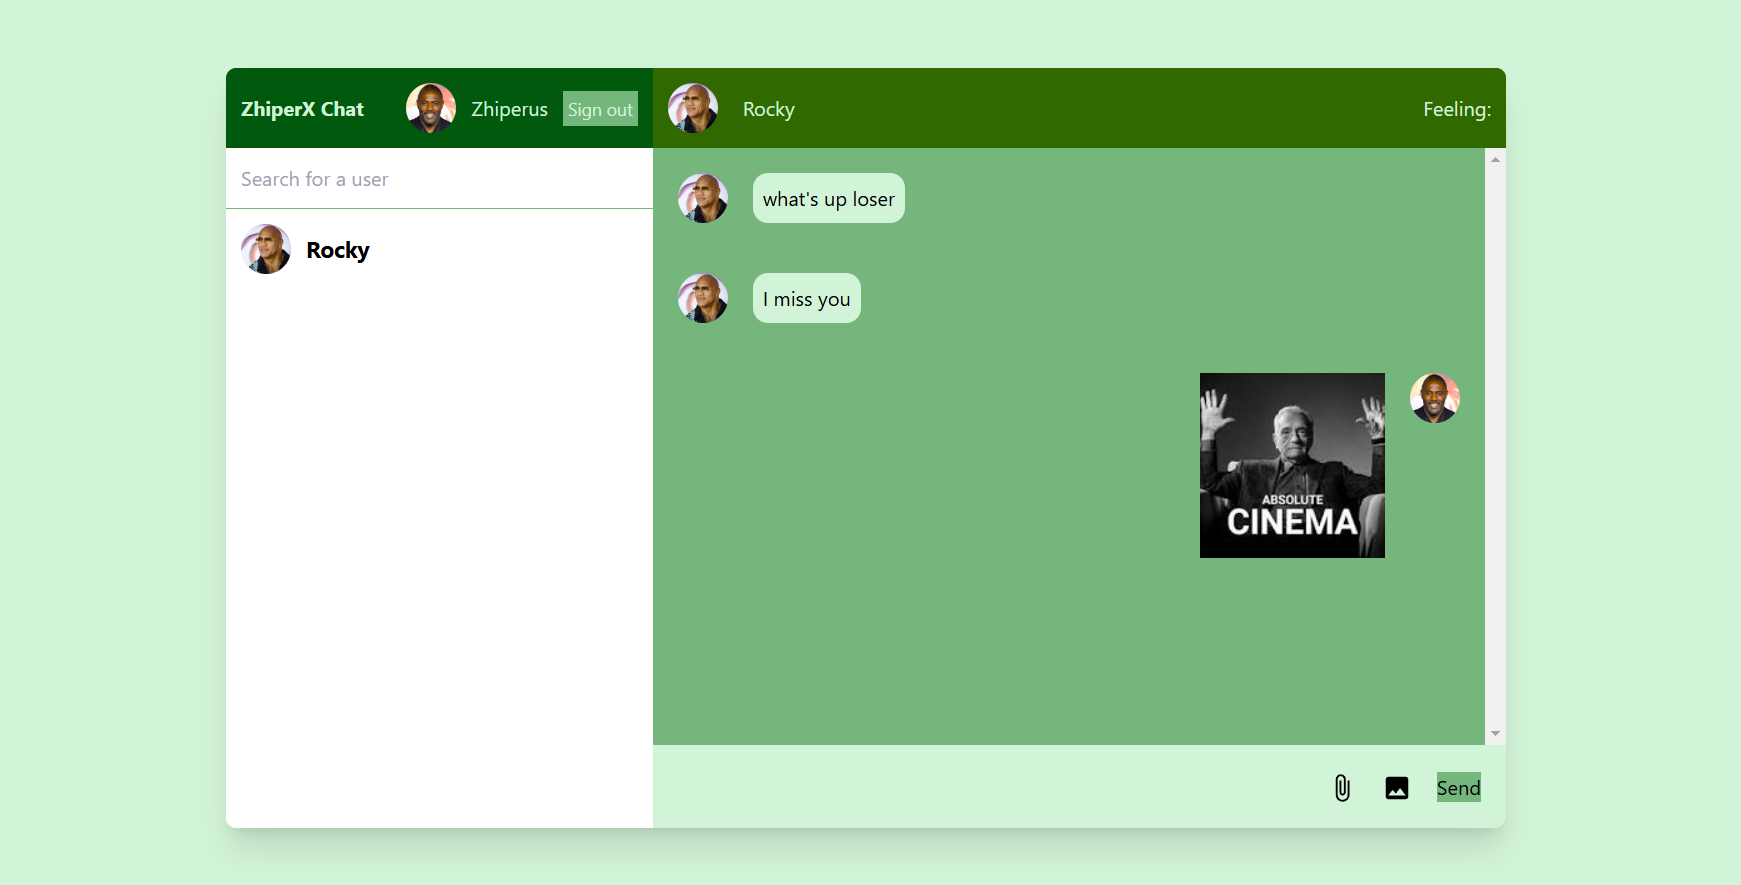 ZhiperX Chat
Zhiperus
Sign out
Rocky
Feeling:
Search for a user
Rocky
what's up loser
I miss you
ABSOLUTE
CINEMA
Send